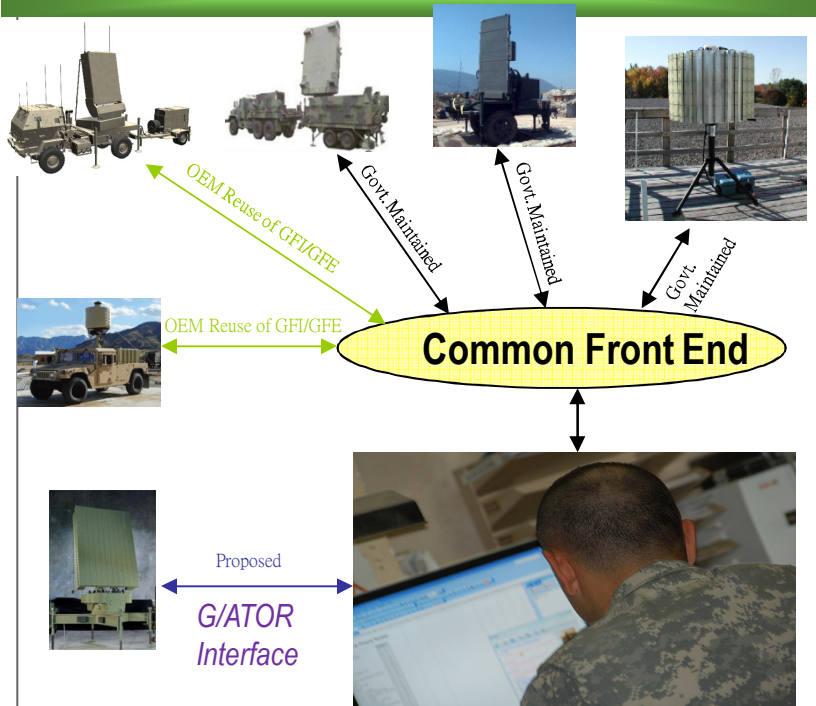 OEM Reuse of GFI/GFE
Govt. Maintained
Govt. Maintained
Govt.
Maintained
OEM Reuse of GFI/GFE
Common Front End
Proposed
G/ATOR
Interface